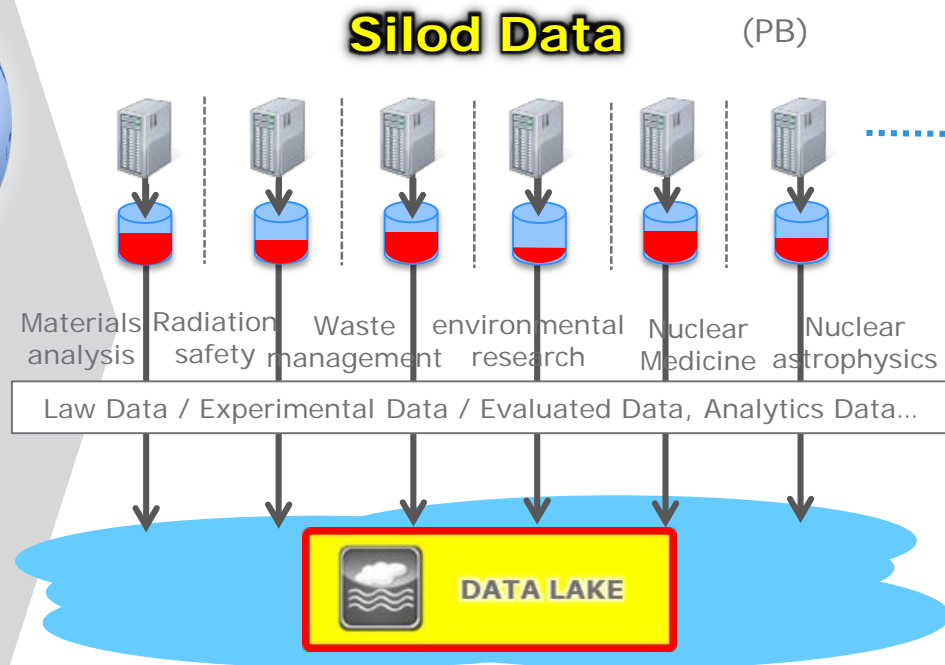 Silod Data (PB)
Materials
analysis
Radiation
safety
Waste
management
environmental
research
Nuclear
Medicine
Nuclear
astrophysics
Law Data / Experimental Data / Evaluated Data, Analytics Data...
DATA LAKE